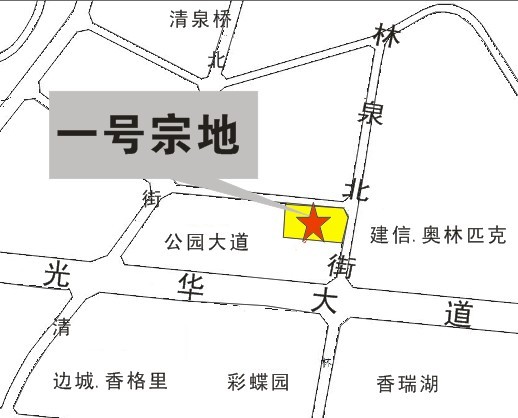 清泉桥
北
林泉北街
一号宗地
街
公园大道
建信.奥林匹克
光华大道
清
边城.香格里
彩蝶园
香瑞湖